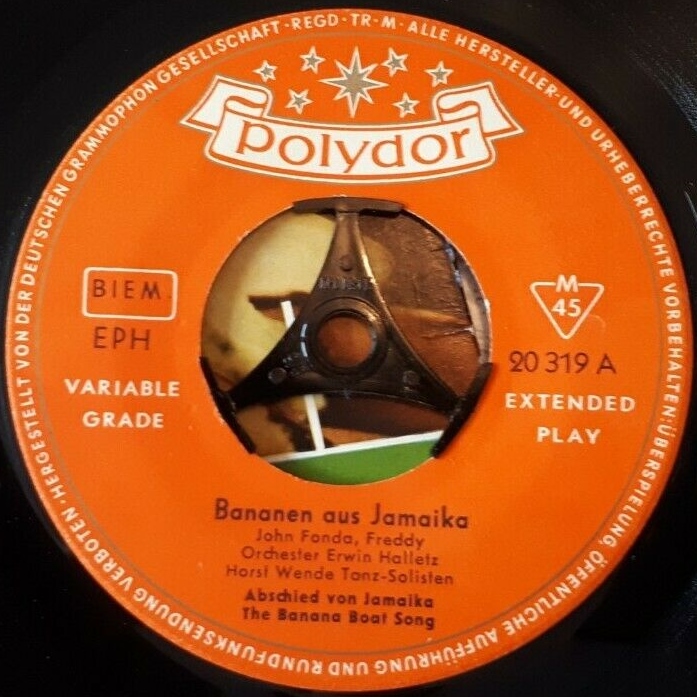 HERGESTELLT VON DER DEUTSCHEN GRAMMOPHON GESELLSCHAFT · REGD · TR · M · ALLE HERSTELLER- UND URHEBERRECHTE VORBEHALTEN: ÜBERSPIELUNG, ÖFFENTLICHE AUFFÜHRUNG UND RUNDFUNKSENDUNG VERBOTEN ·
polydor
BIEM
EPH
VARIABLE
GRADE
M
45
20 319 A
EXTENDED
PLAY
Bananen aus Jamaika
John Fonda, Freddy
Orchester Erwin Halletz
Horst Wende Tanz-Solisten
Abschied von Jamaika
The Banana Boat Song